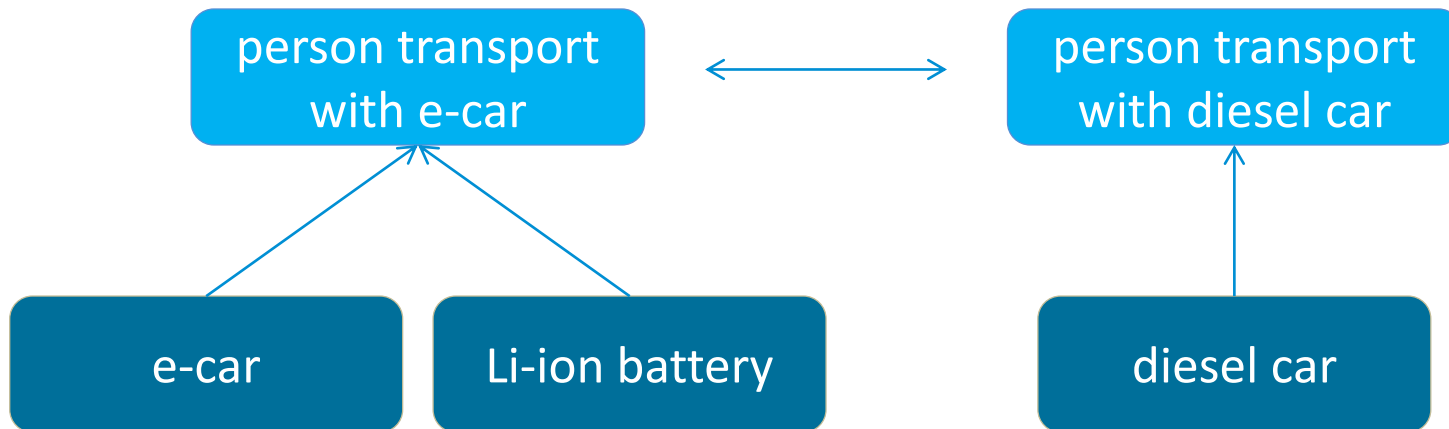 person transport
with e-car
person transport
with diesel car
e-car
Li-ion battery
diesel car